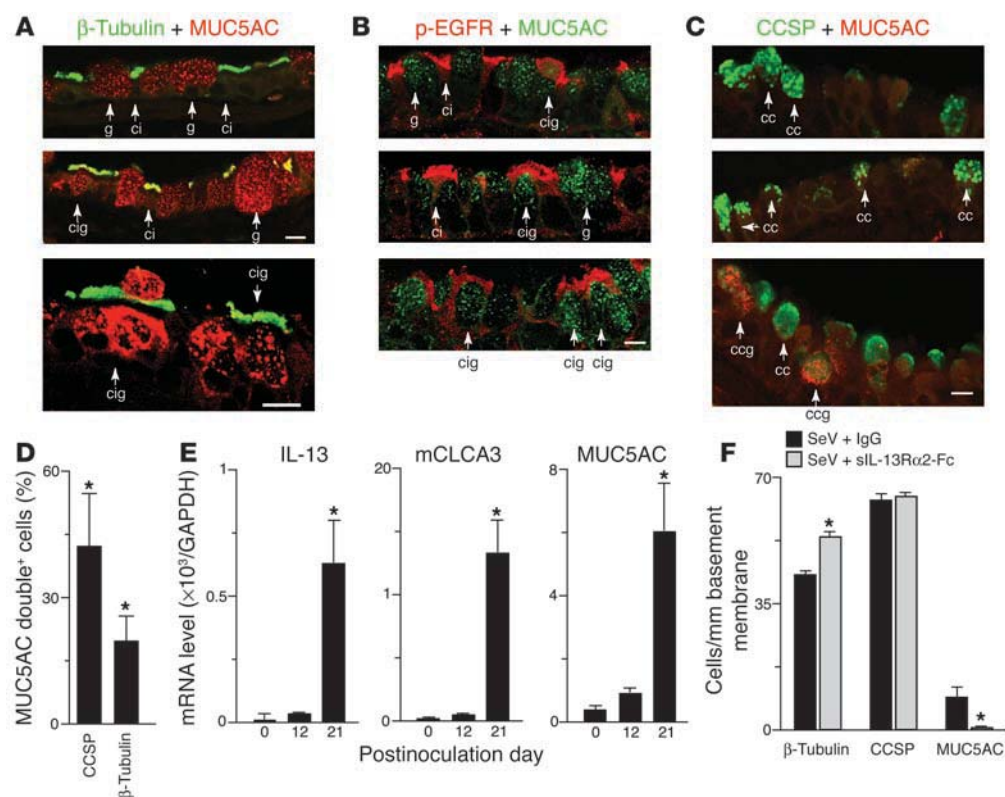 A
β-Tubulin + MUC5AC
g
ci
g
ci
cig
ci
g
cig
cig
B
p-EGFR + MUC5AC
g
ci
cig
ci
cig
g
cig
cig
cig
C
CCSP + MUC5AC
cc
cc
cc
cc
cc
ccg
cc
ccg
D
MUC5AC double⁺ cells (%)
60
30
0
*
*
CCSP
β-Tubulin
E
mRNA level (×10³/GAPDH)
IL-13
1
0.5
0
*
0 12 21
mCLCA3
20
0
*
0 12 21
MUC5AC
8
4
0
*
0 12 21
Postinoculation day
F
SeV + IgG
SeV + sIL-13Rα2-Fc
Cells/mm basement
membrane
70
35
0
*
*
β-Tubulin CCSP MUC5AC